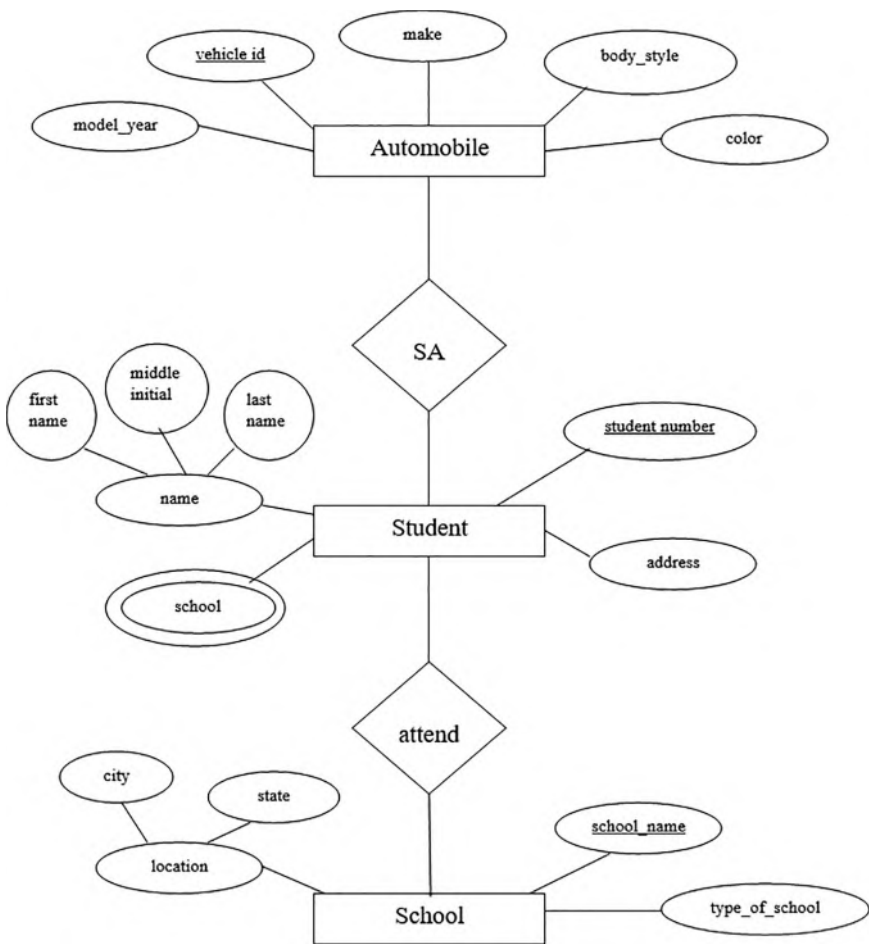 make
vehicle id
body_style
model_year
color
Automobile
SA
middle
initial
first
name
last
name
student number
name
Student
address
school
attend
city
state
school_name
location
type_of_school
School